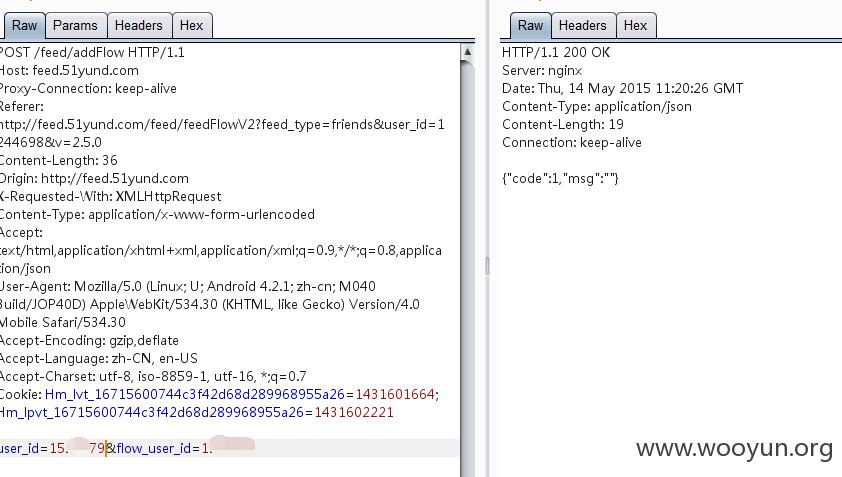 Raw Params Headers Hex
POST /feed/addFlow HTTP/1.1
Host: feed.51yund.com
Proxy-Connection: keep-alive
Referer:
http://feed.51yund.com/feed/feedFlowV2?feed_type=friends&user_id=1
244698&v=2.5.0
Content-Length: 36
Origin: http://feed.51yund.com
X-Requested-With: XMLHttpRequest
Content-Type: application/x-www-form-urlencoded
Accept:
text/html,application/xhtml+xml,application/xml;q=0.9,*/*;q=0.8,applica
tion/json
User-Agent: Mozilla/5.0 (Linux; U; Android 4.2.1; zh-cn; M040
Build/JOP40D) AppleWebKit/534.30 (KHTML, like Gecko) Version/4.0
Mobile Safari/534.30
Accept-Encoding: gzip,deflate
Accept-Language: zh-CN, en-US
Accept-Charset: utf-8, iso-8859-1, utf-16, *;q=0.7
Cookie: Hm_lvt_16715600744c3f42d68d289968955a26=1431601664;
Hm_lpvt_16715600744c3f42d68d289968955a26=1431602221
user_id=15. 79&flow_user_id=1.
Raw Headers Hex
HTTP/1.1 200 OK
Server: nginx
Date: Thu, 14 May 2015 11:20:26 GMT
Content-Type: application/json
Content-Length: 19
Connection: keep-alive
{"code":1,"msg":""}
www.wooyun.org